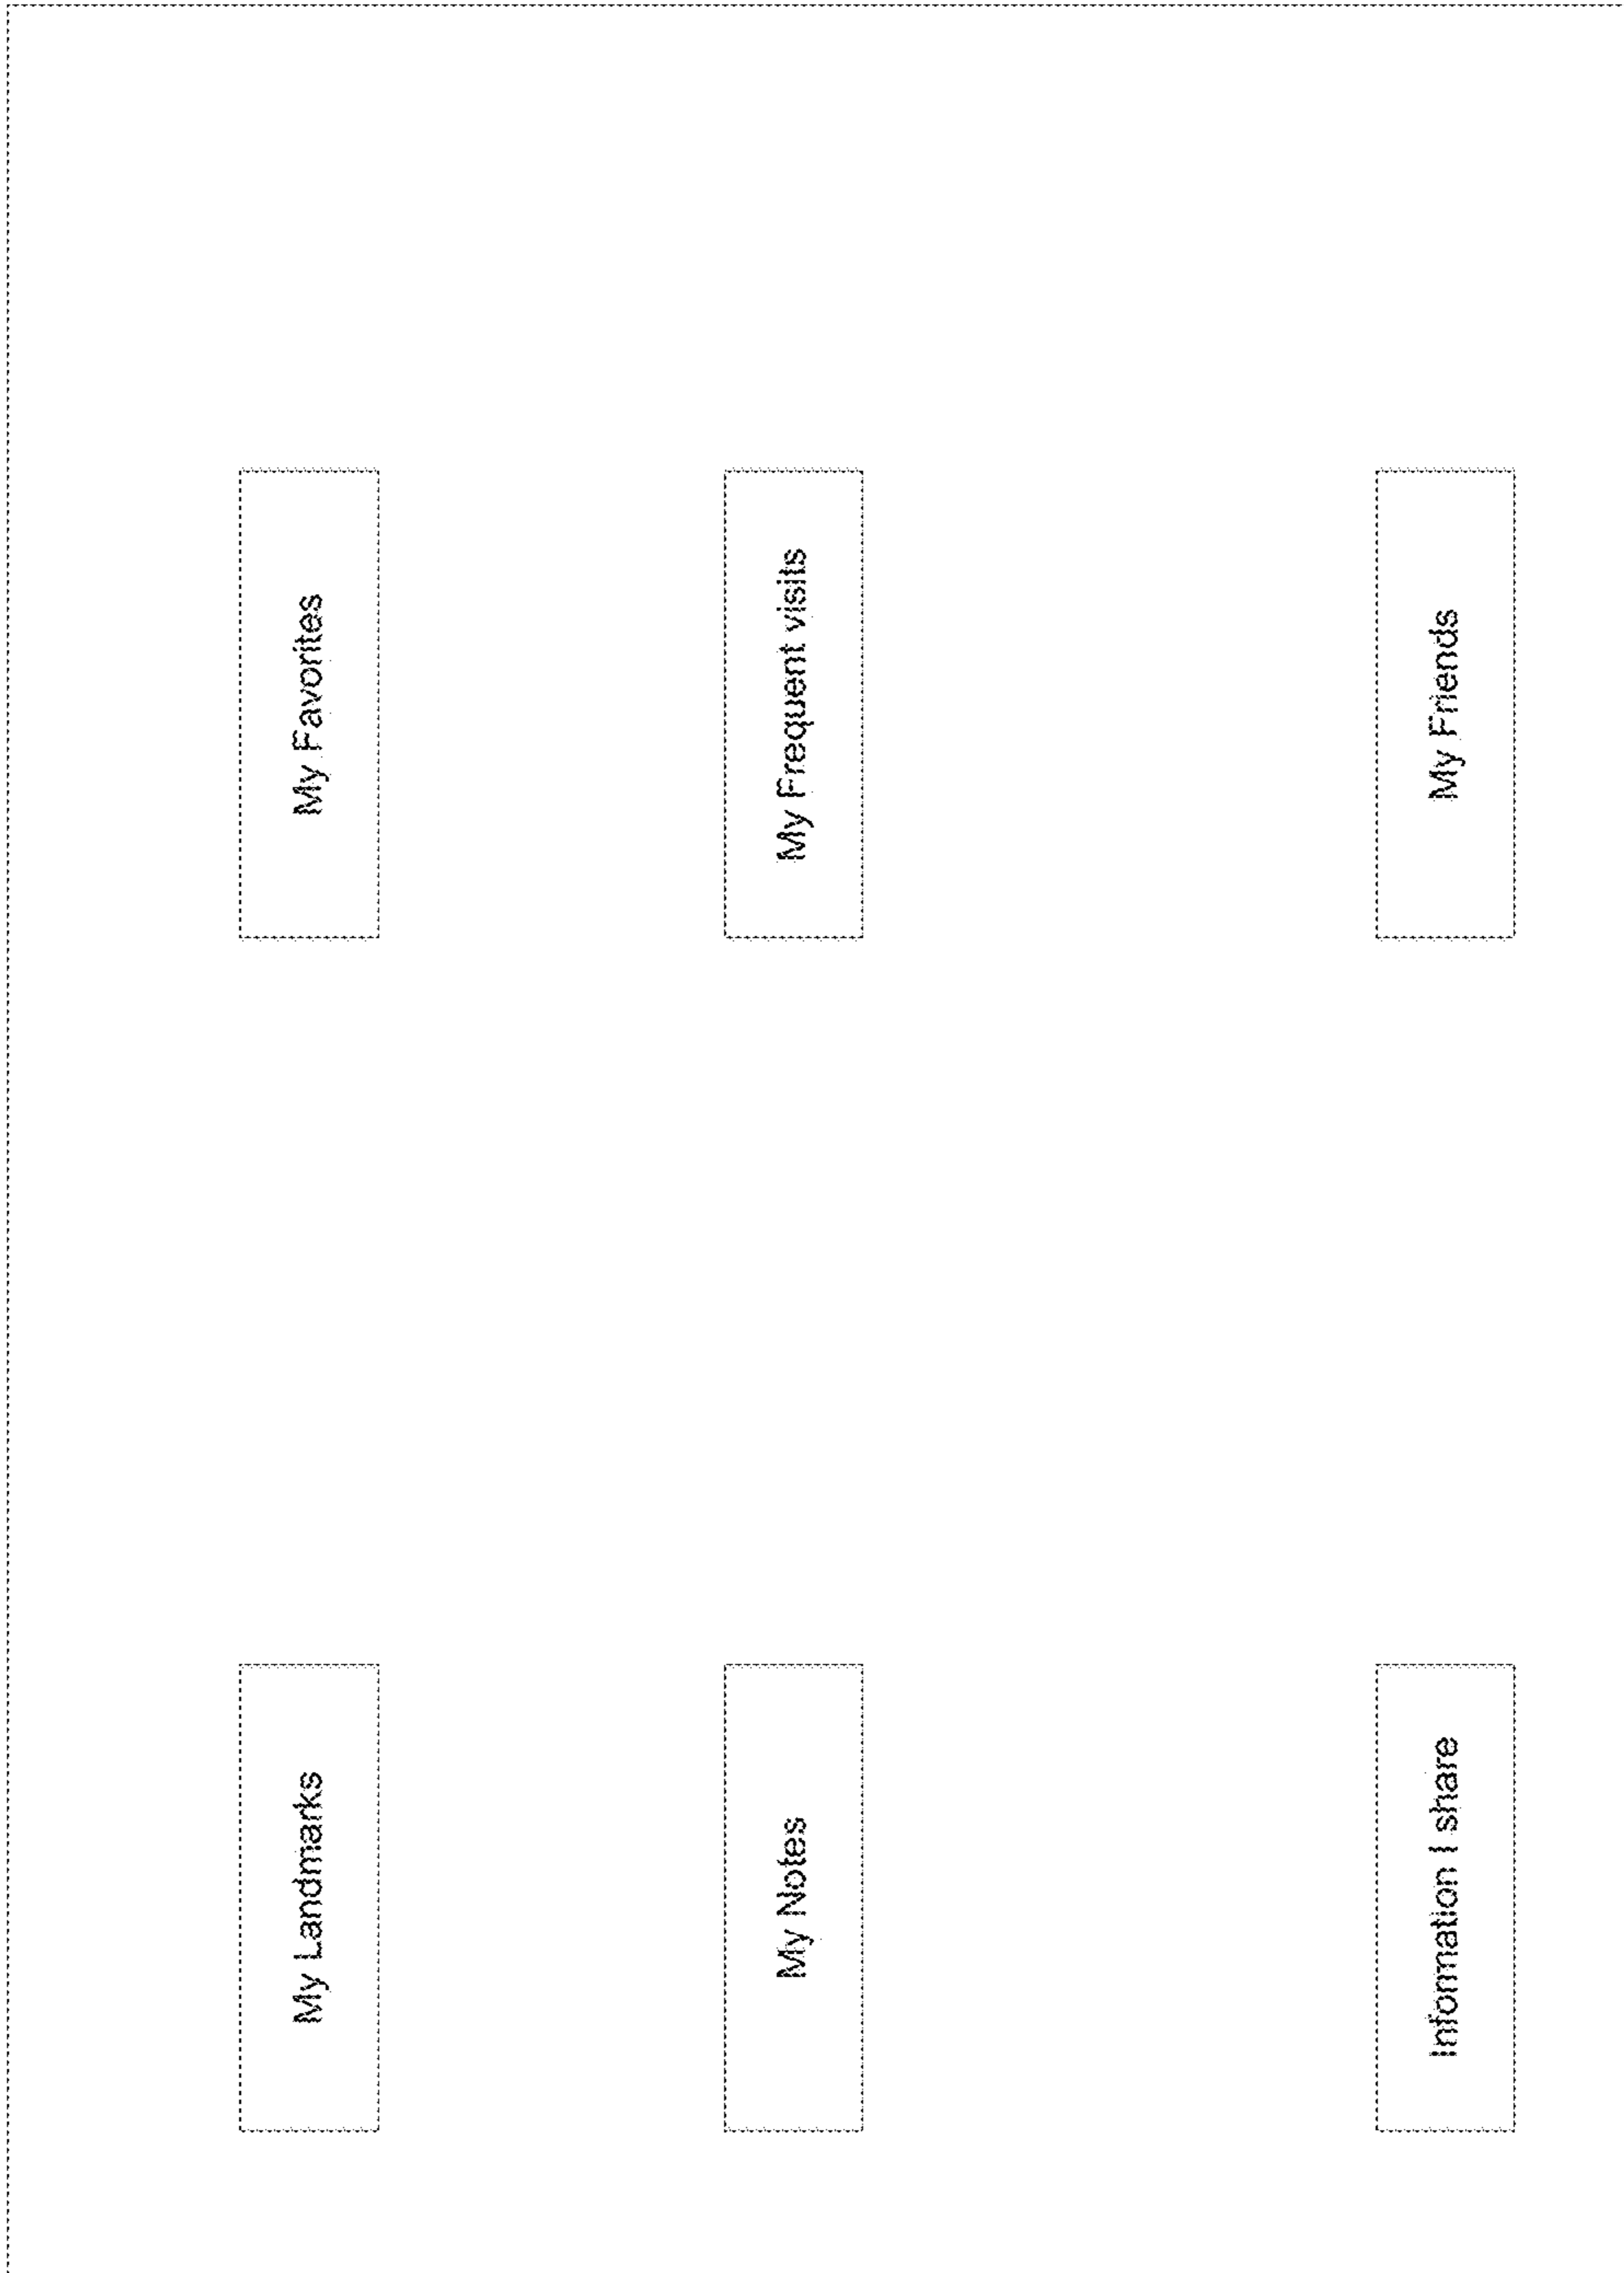 My Landmarks
My Favorites
My Notes
My Frequent visits
Information I share
My Friends